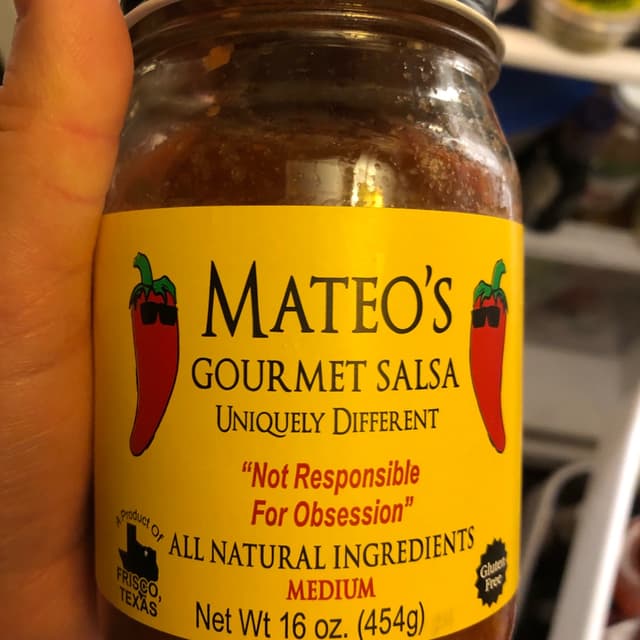 MATEO'S
GOURMET SALSA
UNIQUELY DIFFERENT
"Not Responsible
For Obsession"
A Product Of
FRISCO,
TEXAS
ALL NATURAL INGREDIENTS
MEDIUM
Net Wt 16 oz. (454g)
Gluten
Free